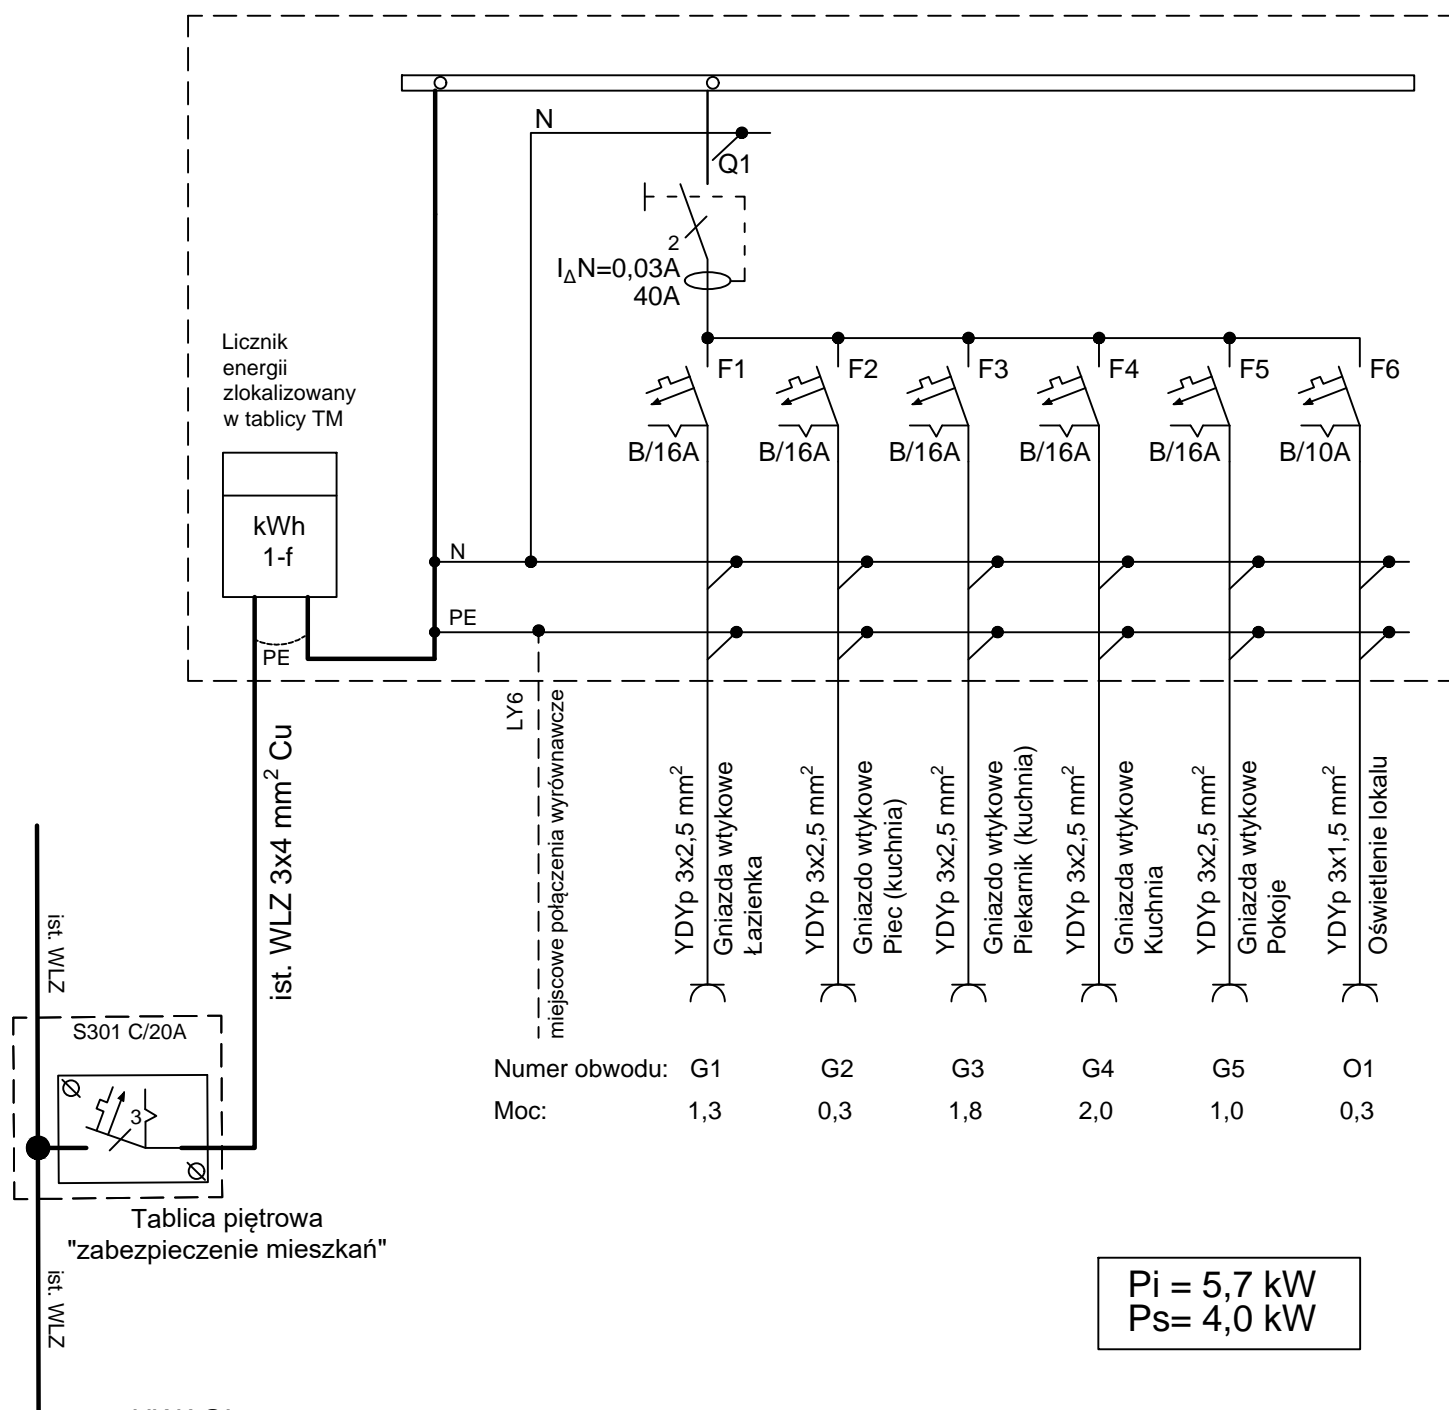 N
Q1
2
I∆N=0,03A
40A
Licznik
energii
zlokalizowany
w tablicy TM
kWh
1-f
F1
F2
F3
F4
F5
F6
B/16A
B/16A
B/16A
B/16A
B/16A
B/10A
N
PE
PE
LY6
miejscowe połączenia wyrównawcze
ist. WLZ 3x4 mm² Cu
YDYp 3x2,5 mm²
Gniazda wtykowe
Łazienka
YDYp 3x2,5 mm²
Gniazdo wtykowe
Piec (kuchnia)
YDYp 3x2,5 mm²
Gniazdo wtykowe
Piekarnik (kuchnia)
YDYp 3x2,5 mm²
Gniazda wtykowe
Kuchnia
YDYp 3x2,5 mm²
Gniazda wtykowe
Pokoje
YDYp 3x1,5 mm²
Oświetlenie lokalu
ist. WLZ
S301 C/20A
3
Tablica piętrowa
"zabezpieczenie mieszkań"
ist. WLZ
Numer obwodu: G1 G2 G3 G4 G5 O1
Moc: 1,3 0,3 1,8 2,0 1,0 0,3
Pi = 5,7 kW
Ps= 4,0 kW